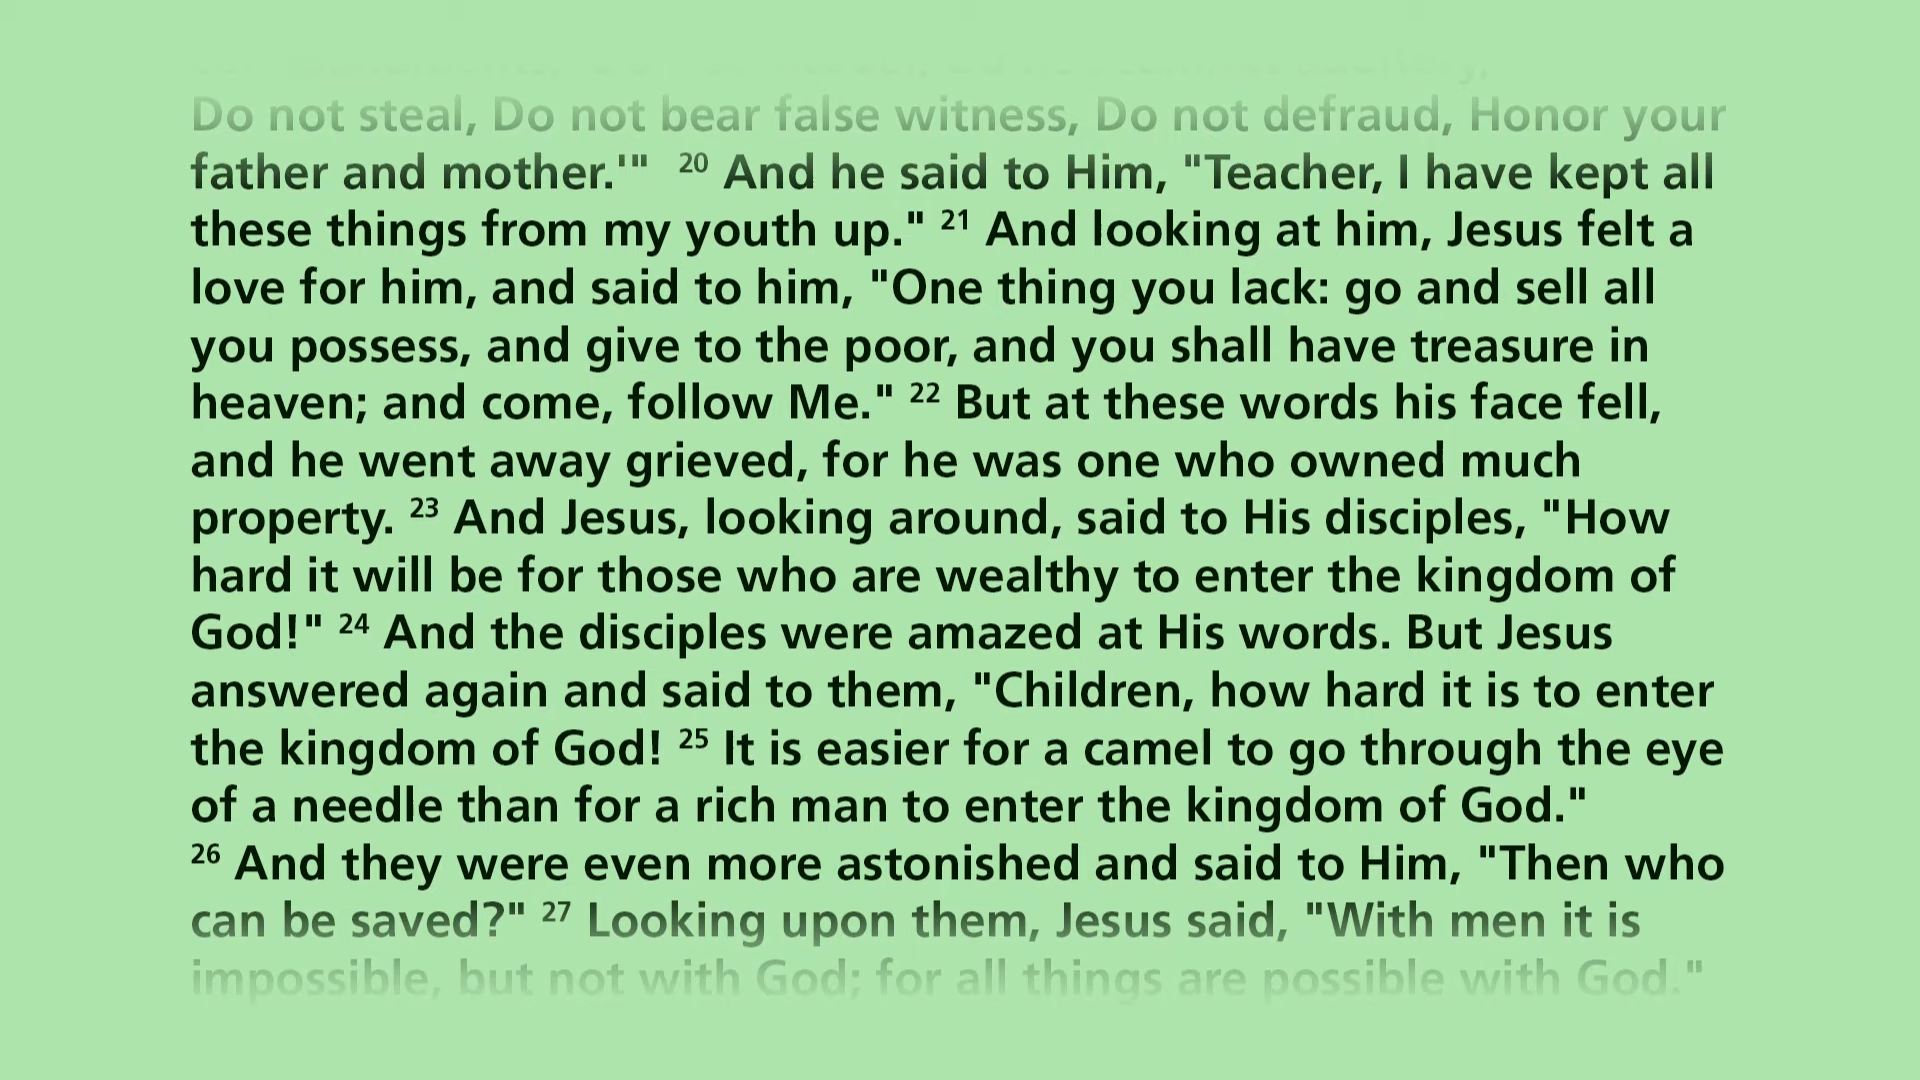 Do not steal, Do not bear false witness, Do not defraud, Honor your
father and mother.'" 20 And he said to Him, "Teacher, I have kept all
these things from my youth up." 21 And looking at him, Jesus felt a
love for him, and said to him, "One thing you lack: go and sell all
you possess, and give to the poor, and you shall have treasure in
heaven; and come, follow Me." 22 But at these words his face fell,
and he went away grieved, for he was one who owned much
property. 23 And Jesus, looking around, said to His disciples, "How
hard it will be for those who are wealthy to enter the kingdom of
God!" 24 And the disciples were amazed at His words. But Jesus
answered again and said to them, "Children, how hard it is to enter
the kingdom of God! 25 It is easier for a camel to go through the eye
of a needle than for a rich man to enter the kingdom of God."
26 And they were even more astonished and said to Him, "Then who
can be saved?" 27 Looking upon them, Jesus said, "With men it is
impossible, but not with God; for all things are possible with God."